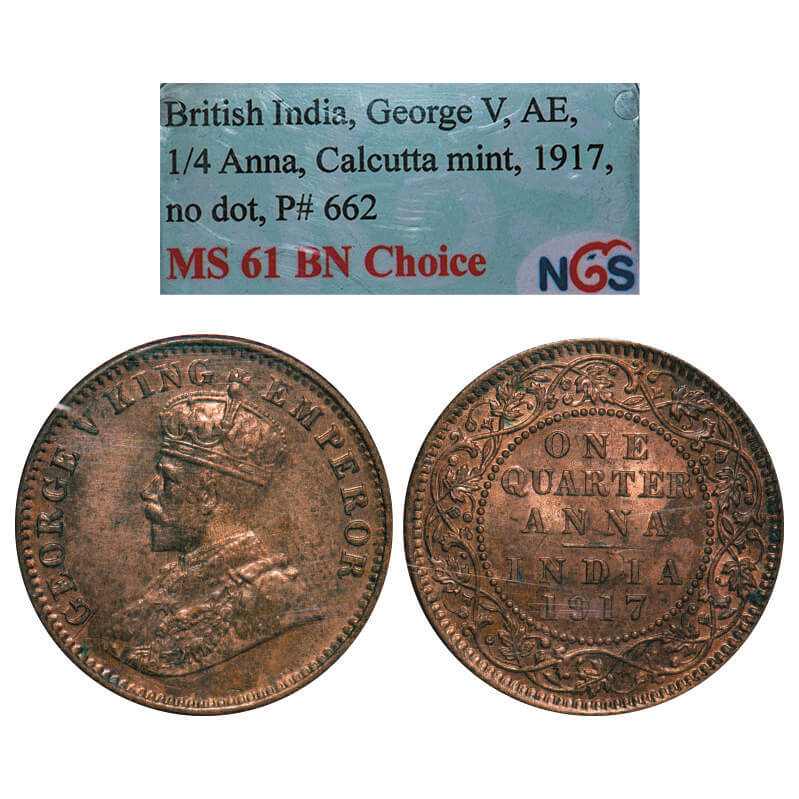 British India, George V, AE,
1/4 Anna, Calcutta mint, 1917,
no dot, P# 662
MS 61 BN Choice
NGS
GEORGE V KING EMPEROR
ONE
QUARTER
ANNA
INDIA
1917